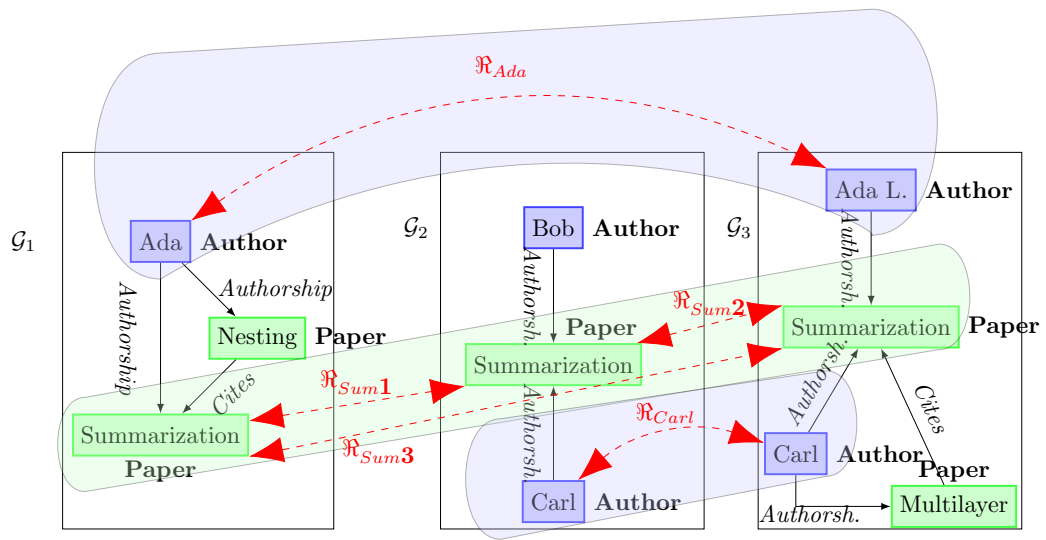 ℜ_Ada
Ada L. Author
𝒢₁
Ada Author
𝒢₂
Bob Author
𝒢₃
Authorship
Authorship
Authorsh.
Authorsh.
Nesting Paper
ℜ_Sum1
Cites
Summarization
Paper
ℜ_Sum3
Paper
Summarization
ℜ_Sum2
Authorsh.
Carl Author
ℜ_Carl
Summarization Paper
Authorsh.
Cites
Carl Author
Paper
Multilayer
Authorsh.